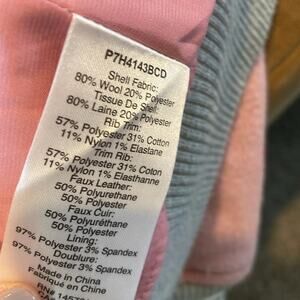 P7H4143BCD
Shell Fabric:
80% Wool 20% Polyester
Tissue De Shell:
80% Laine 20% Polyester
Rib Trim:
57% Polyester 31% Cotton
11% Nylon 1% Elastane
Trim Rib:
57% Polyester 31% Coton
11% Nylon 1% Elasthanne
Faux Leather:
50% Polyurethane
50% Polyester
Faux Cuir:
50% Polyuréthane
50% Polyester
Lining:
97% Polyester 3% Spandex
Doublure:
97% Polyester 3% Spandex
Made in China
Fabriqué en Chine